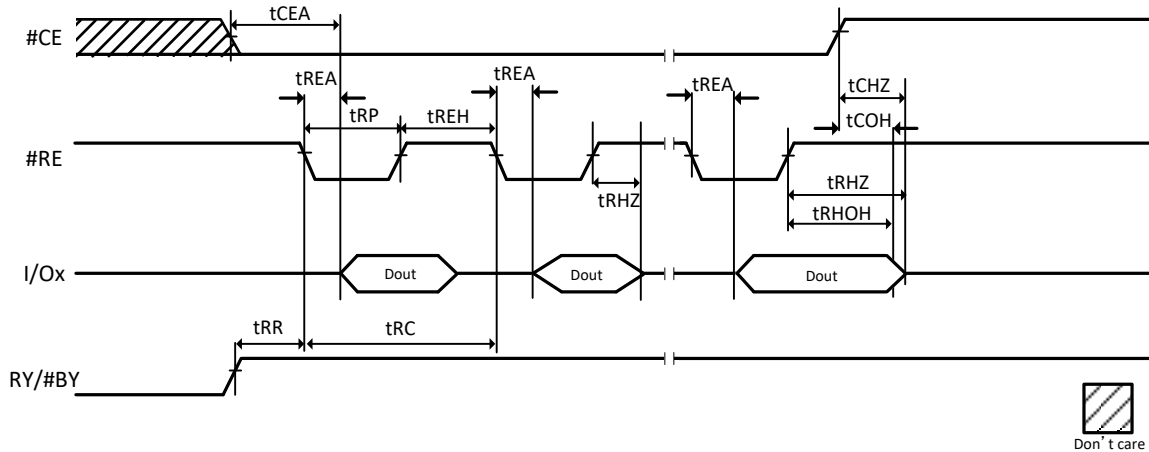 tCEA
#CE
tREA
tREA
tREA
tCHZ
tRP
tREH
tCOH
#RE
tRHZ
tRHZ
tRHOH
I/Ox
Dout
Dout
Dout
tRR
tRC
RY/#BY
Don't care